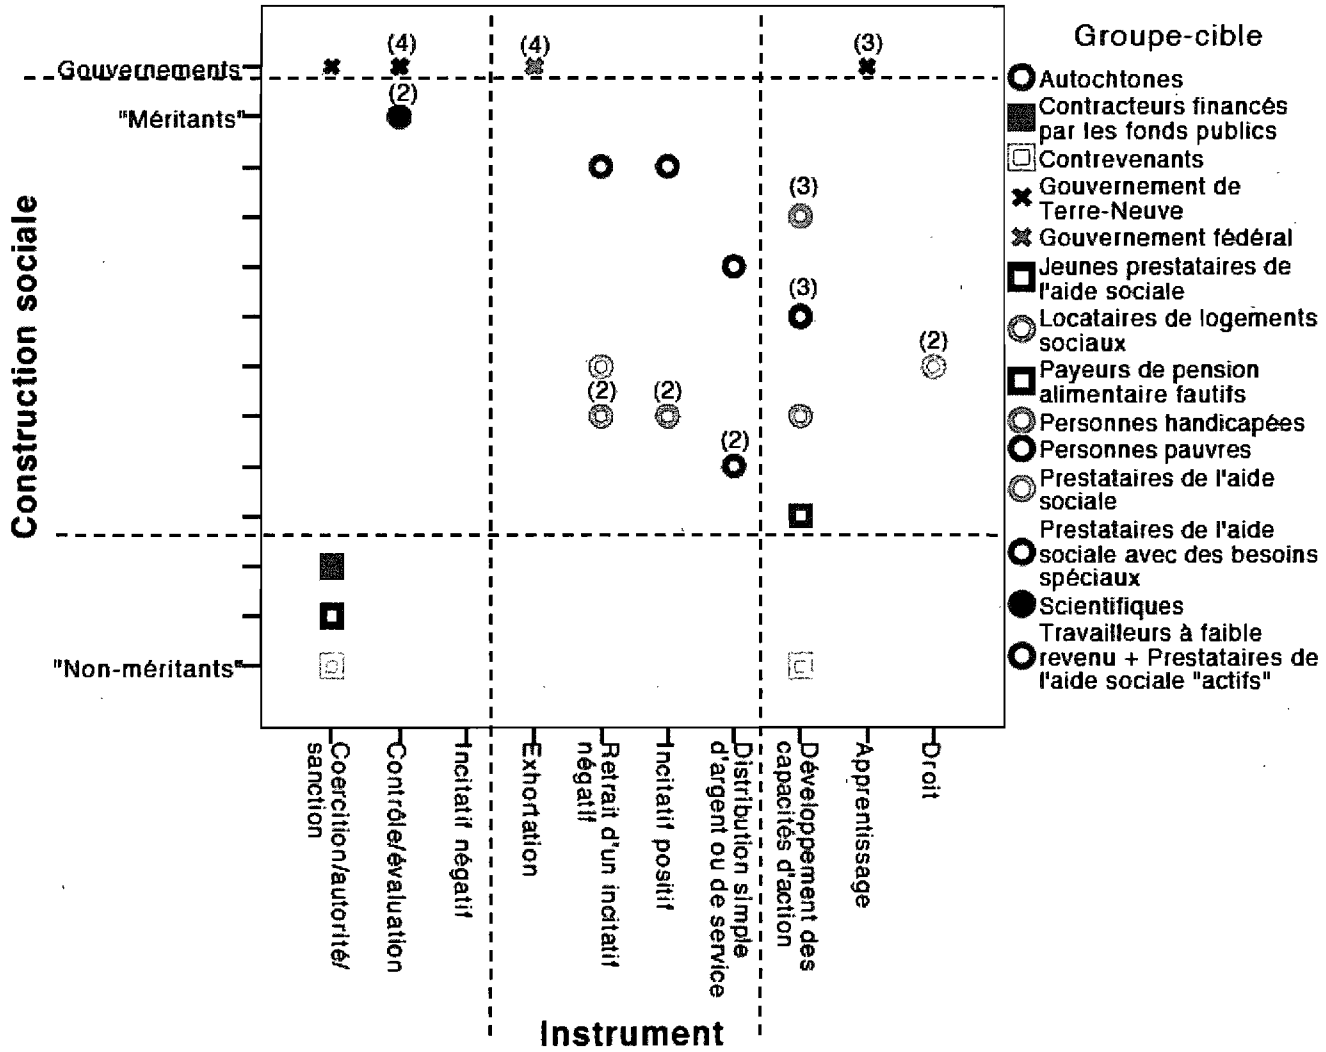 Groupe-cible
Autochtones
Contracteurs financés
par les fonds publics
Contrevenants
Gouvernement de
Terre-Neuve
Gouvernement fédéral
Jeunes prestataires de
l'aide sociale
Locataires de logements
sociaux
Payeurs de pension
alimentaire fautifs
Personnes handicapées
Personnes pauvres
Prestataires de l'aide
sociale
Prestataires de l'aide
sociale avec des besoins
spéciaux
Scientifiques
Travailleurs à faible
revenu + Prestataires de
l'aide sociale "actifs"
Construction sociale
Gouvernements
"Méritants"
"Non-méritants"
(4)
(4)
(3)
(2)
(3)
(3)
(2)
(2)
(2)
(2)
Coercition/autorité/
sanction
Contrôle/évaluation
Incitatif négatif
Exhortation
Retrait d'un incitatif
négatif
Incitatif positif
Distribution simple
d'argent ou de service
Développement des
capacités d'action
Apprentissage
Droit
Instrument